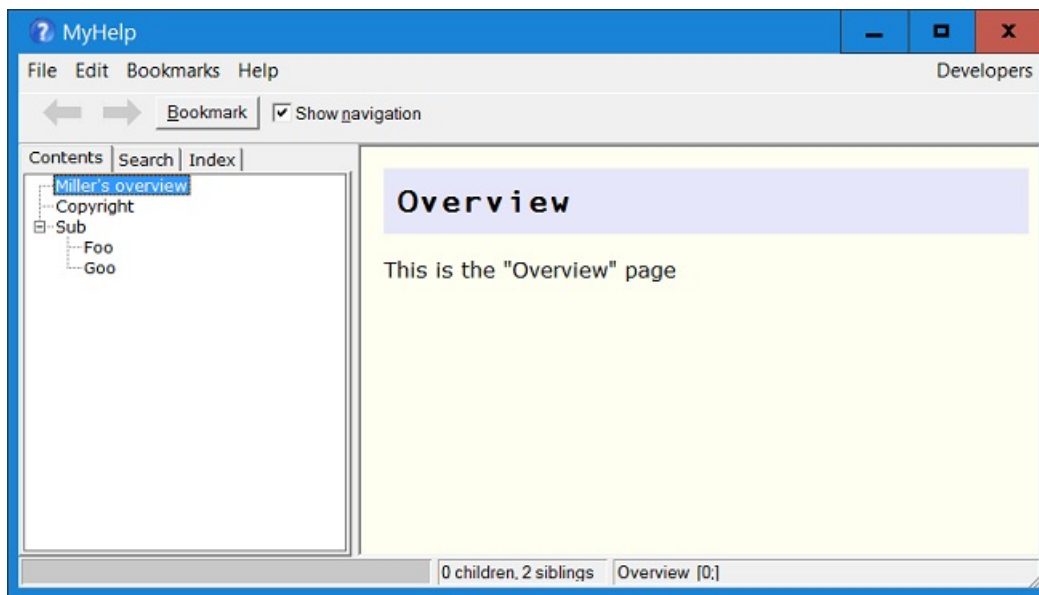 MyHelp
File Edit Bookmarks Help Developers
Bookmark Show navigation
Contents Search Index
Miller's overview
Copyright
Sub
Foo
Goo
Overview
This is the "Overview" page
0 children, 2 siblings Overview [0;]